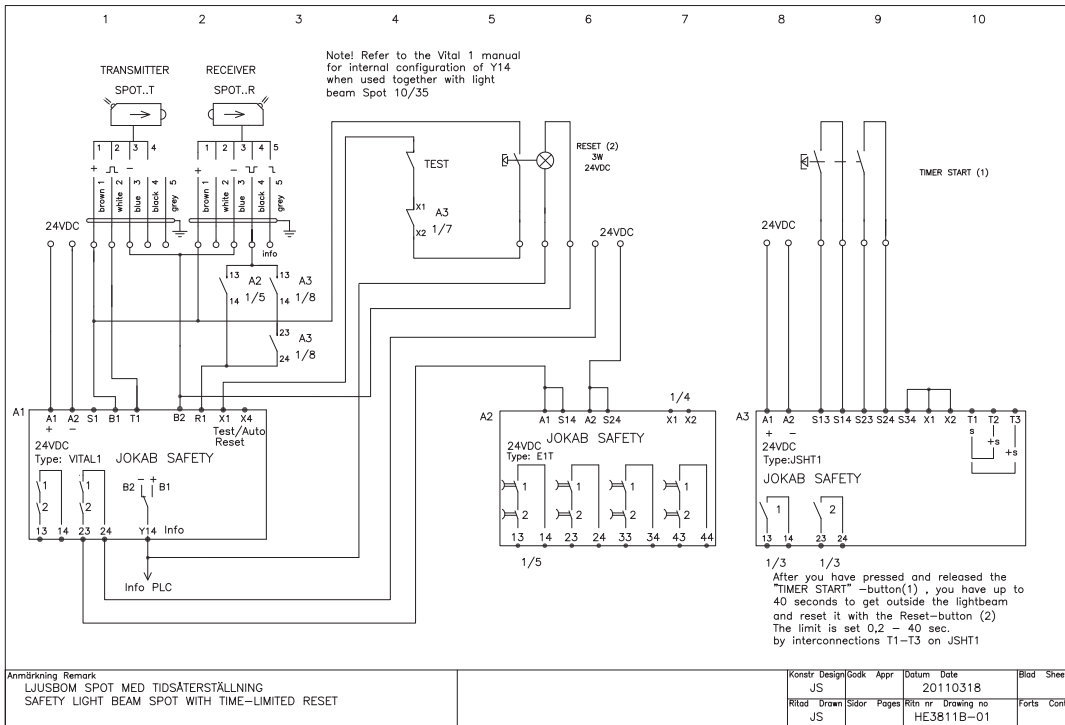 1 2 3 4 5 6 7 8 9 10
Note! Refer to the Vital 1 manual
for internal configuration of Y14
when used together with light
beam Spot 10/35
TRANSMITTER
SPOT..T
RECEIVER
SPOT..R
1 2 3 4
+ −
brown 1
white 2
blue 3
black 4
grey 5
1 2 3 4 5
+ −
brown 1
white 2
blue 3
black 4
grey 5
24VDC
info
TEST
X1 A3
X2 1/7
RESET (2)
3W
24VDC
24VDC
TIMER START (1)
24VDC
13 A2
14 1/5
13 A3
14 1/8
23 A3
24 1/8
A1
A1 A2 S1 B1 T1 B2 R1 X1 X4
+ −
Test/Auto
Reset
24VDC
Type: VITAL1 JOKAB SAFETY
B2 − + B1
1 1
2 2
13 14 23 24 Y14 Info
Info PLC
1/4
A2
A1 S14 A2 S24 X1 X2
JOKAB SAFETY
24VDC
Type: E1T
1 1 1 1
2 2 2 2
13 14 23 24 33 34 43 44
1/5
A3
A1 A2 S13 S14 S23 S24 S34 X1 X2 T1 T2 T3
+ − s +s +s
24VDC
Type:JSHT1
JOKAB SAFETY
1 2
13 14 23 24
1/3 1/3
After you have pressed and released the
"TIMER START" −button(1) , you have up to
40 seconds to get outside the lightbeam
and reset it with the Reset−button (2)
The limit is set 0,2 − 40 sec.
by interconnections T1−T3 on JSHT1
Anmärkning Remark
LJUSBOM SPOT MED TIDSÅTERSTÄLLNING
SAFETY LIGHT BEAM SPOT WITH TIME−LIMITED RESET
Konstr Design Godk Appr Datum Date Blad Shee
JS 20110318
Ritad Drawn Sidor Pages Ritn nr Drawing no Forts Cont
JS HE3811B−01